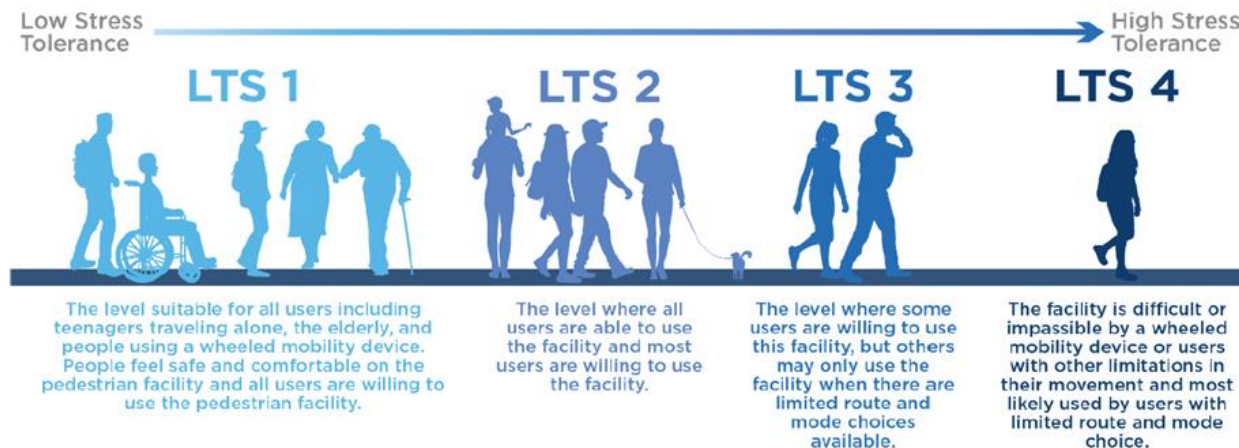 Low Stress
Tolerance
High Stress
Tolerance
LTS 1
LTS 2
LTS 3
LTS 4
The level suitable for all users including
teenagers traveling alone, the elderly, and
people using a wheeled mobility device.
People feel safe and comfortable on the
pedestrian facility and all users are willing to
use the pedestrian facility.
The level where all
users are able to use
the facility and most
users are willing to use
the facility.
The level where some
users are willing to use
this facility, but others
may only use the
facility when there are
limited route and
mode choices
available.
The facility is difficult or
impassible by a wheeled
mobility device or users
with other limitations in
their movement and most
likely used by users with
limited route and mode
choice.